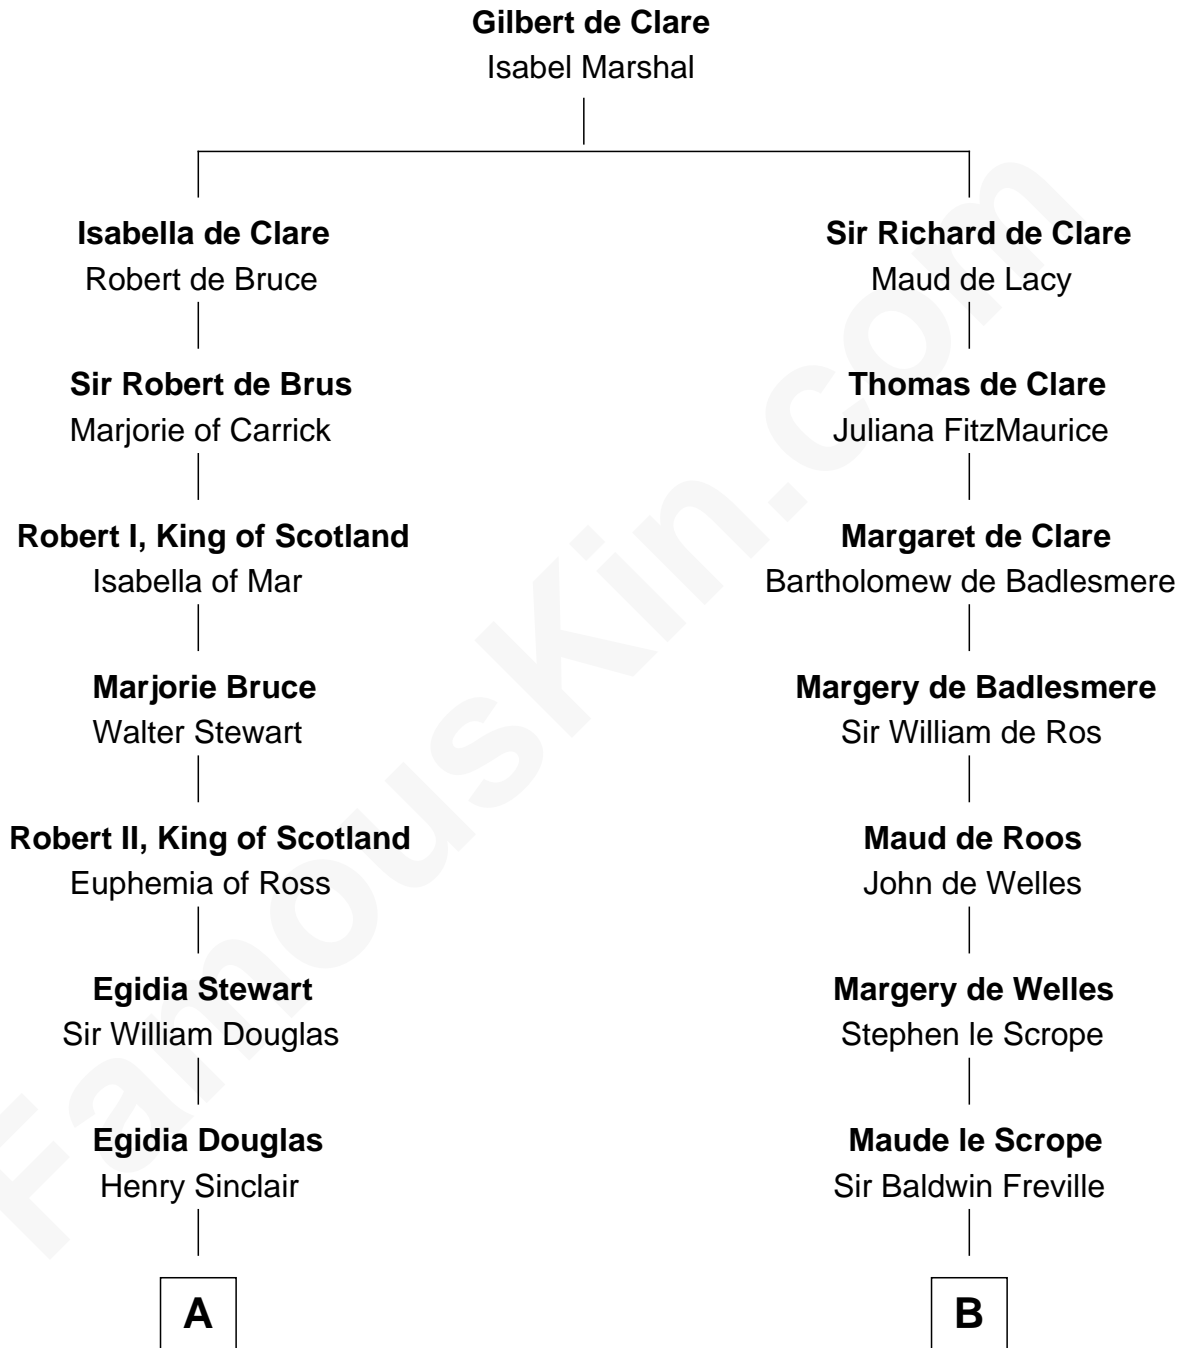 Gilbert de Clare
Isabel Marshal
Isabella de Clare
Robert de Bruce
Sir Robert de Brus
Marjorie of Carrick
Robert I, King of Scotland
Isabella of Mar
Marjorie Bruce
Walter Stewart
Robert II, King of Scotland
Euphemia of Ross
Egidia Stewart
Sir William Douglas
Egidia Douglas
Henry Sinclair
A
Sir Richard de Clare
Maud de Lacy
Thomas de Clare
Juliana FitzMaurice
Margaret de Clare
Bartholomew de Badlesmere
Margery de Badlesmere
Sir William de Ros
Maud de Roos
John de Welles
Margery de Welles
Stephen le Scrope
Maude le Scrope
Sir Baldwin Freville
B
FamousKin.com